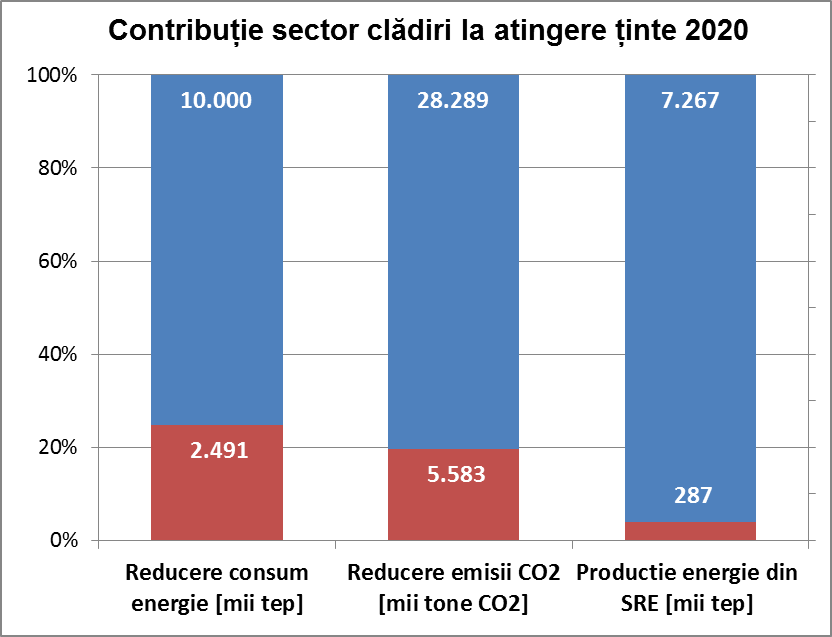 Contribuție sector clădiri la atingere ținte 2020
100%
80%
60%
40%
20%
0%
10.000
28.289
7.267
2.491
5.583
287
Reducere consum
energie [mii tep]
Reducere emisii CO2
[mii tone CO2]
Productie energie din
SRE [mii tep]